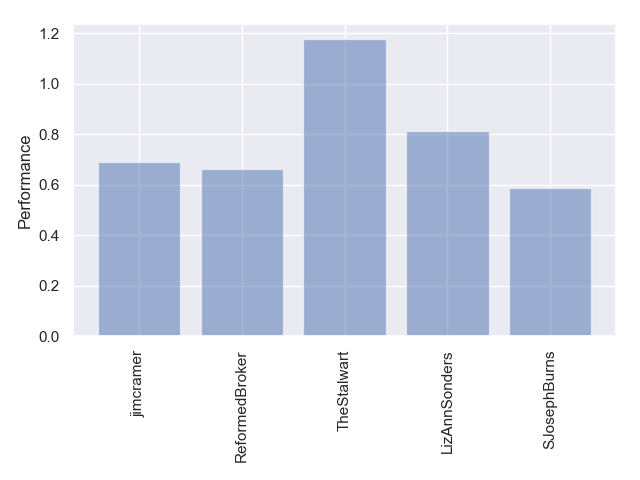 1.2
1.0
0.8
0.6
0.4
0.2
0.0
Performance
jimcramer
ReformedBroker
TheStalwart
LizAnnSonders
SJosephBurns